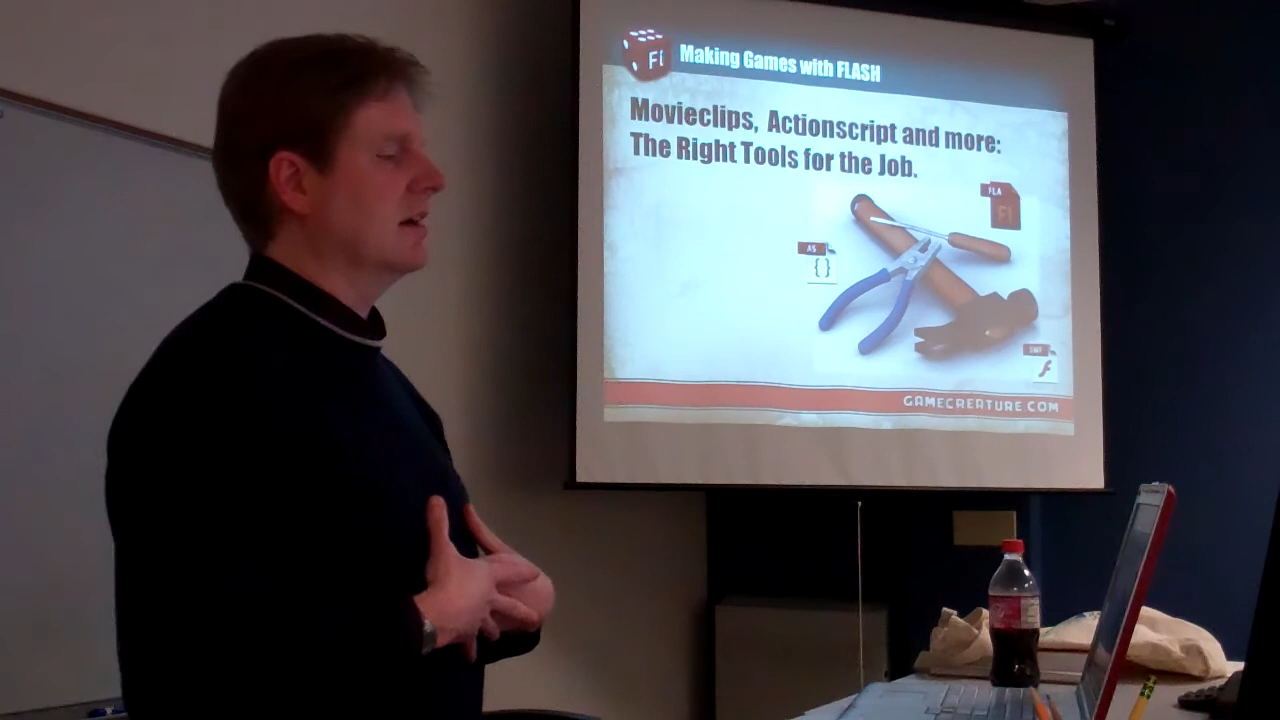 Fl
Making Games with FLASH
Movieclips, Actionscript and more:
The Right Tools for the Job.
FLA
Fl
AS
{}
SWF
GAMECREATURE.COM